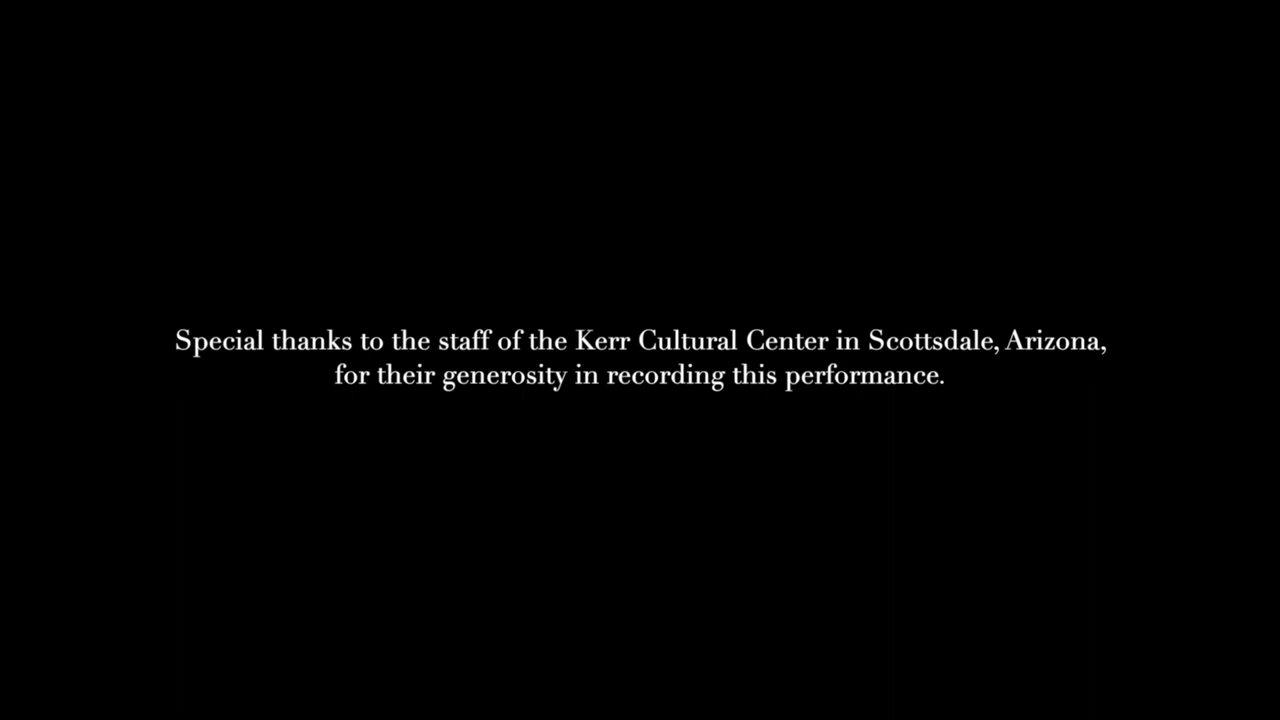 Special thanks to the staff of the Kerr Cultural Center in Scottsdale, Arizona,
for their generosity in recording this performance.